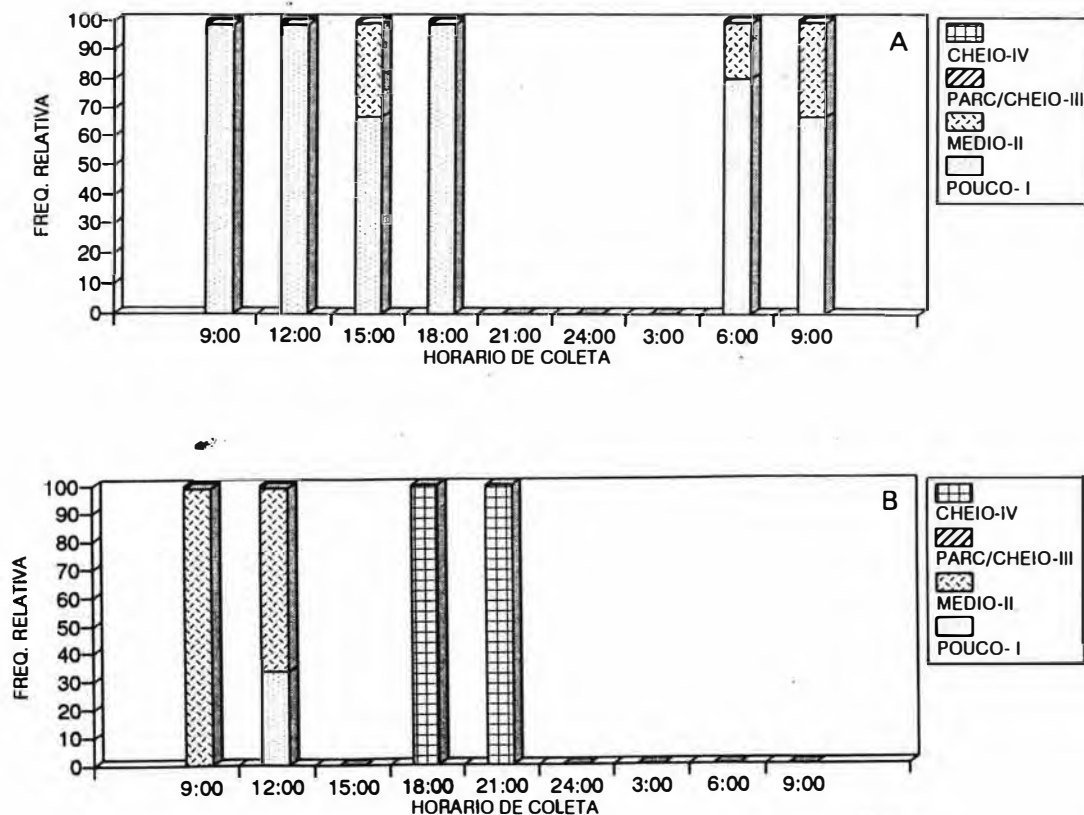 A
FREQ. RELATIVA
100
90
80
70
60
50
40
30
20
10
0
9:00 12:00 15:00 18:00 21:00 24:00 3:00 6:00 9:00
HORARIO DE COLETA
CHEIO-IV
PARC/CHEIO-III
MEDIO-II
POUCO- I
B
FREQ. RELATIVA
100
90
80
70
60
50
40
30
20
10
0
9:00 12:00 15:00 18:00 21:00 24:00 3:00 6:00 9:00
HORARIO DE COLETA
CHEIO-IV
PARC/CHEIO-III
MEDIO-II
POUCO- I